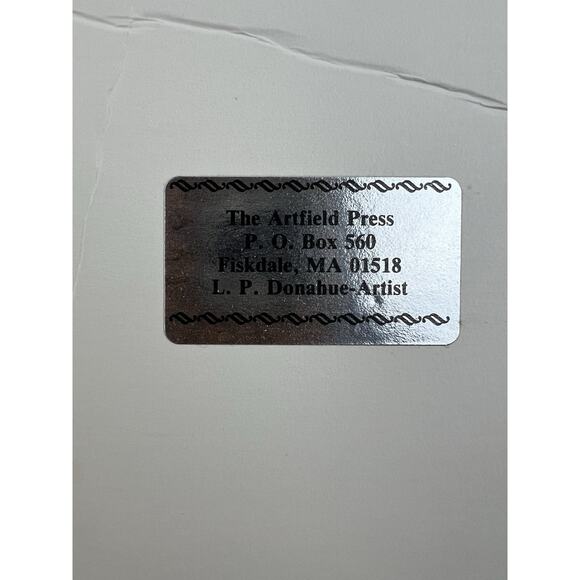 The Artfield Press
P. O. Box 560
Fiskdale, MA 01518
L. P. Donahue-Artist